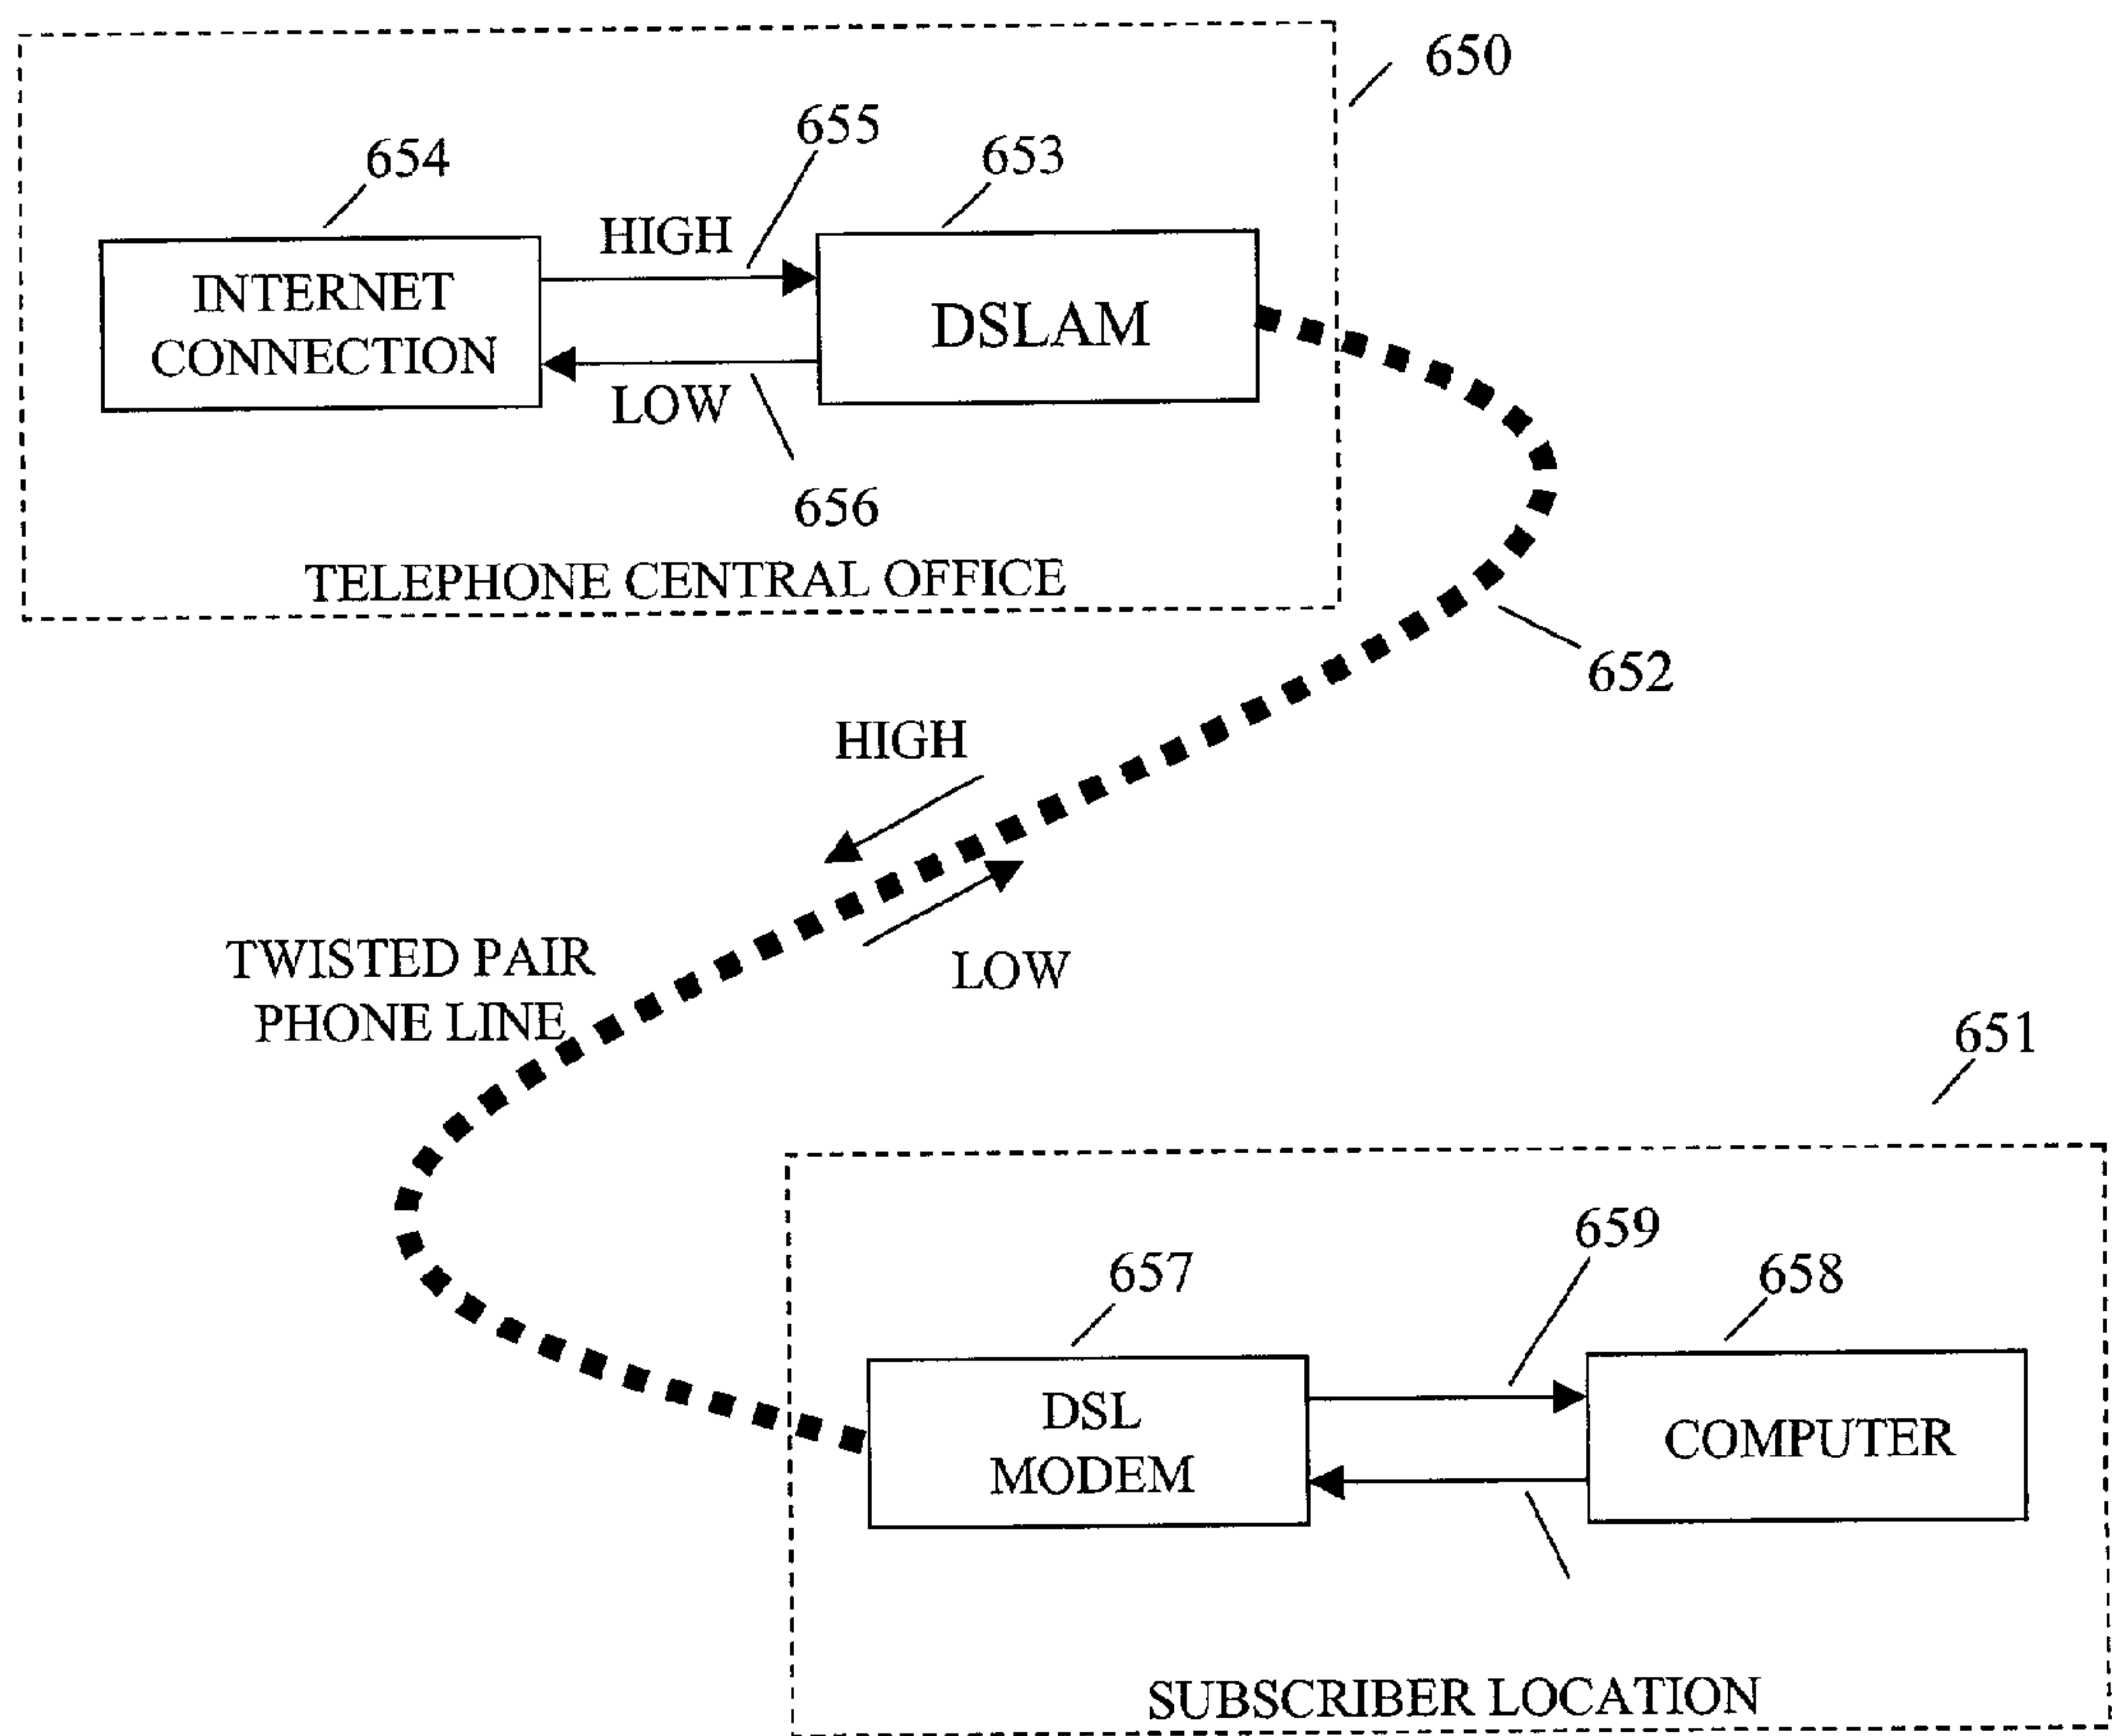 650
654
655
653
HIGH
INTERNET
CONNECTION
DSLAM
LOW
656
TELEPHONE CENTRAL OFFICE
652
HIGH
TWISTED PAIR
PHONE LINE
LOW
651
659
657
658
DSL
MODEM
COMPUTER
SUBSCRIBER LOCATION